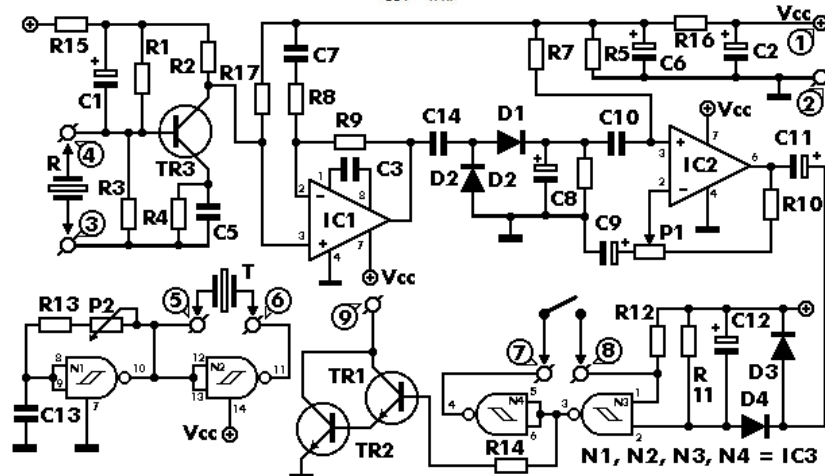 Vcc
R15
R1
R2
R17
C7
R8
R7
R5
C6
R16
C2
1
2
C1
R9
C14
D1
C10
Vcc
C11
4
R
3
TR3
R3
R4
C5
1
C3
8
2
IC1
3
4
7
Vcc
D2
D2
C8
C9
3
2
IC2
7
6
4
P1
R10
T
5
6
9
R13
P2
8
9
N1
10
7
12
13
N2
11
14
C13
Vcc
TR1
TR2
7
8
R12
R
11
C12
D3
D4
4
N4
5
6
3
N3
1
2
R14
N1, N2, N3, N4 = IC3